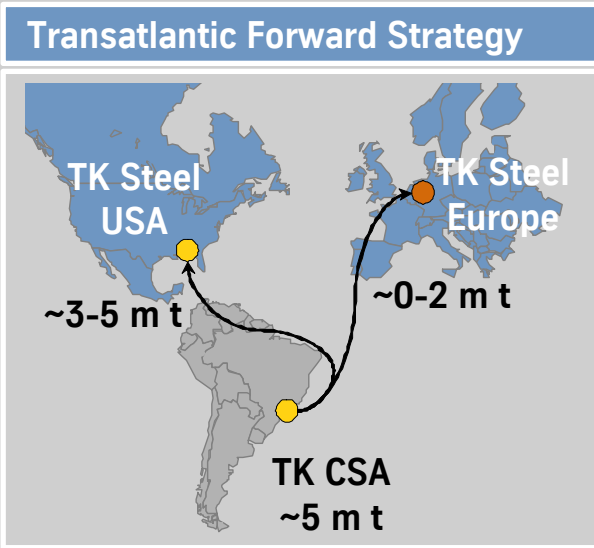 Transatlantic Forward Strategy
TK Steel
USA
TK Steel
Europe
~3-5 m t
~0-2 m t
TK CSA
~5 m t